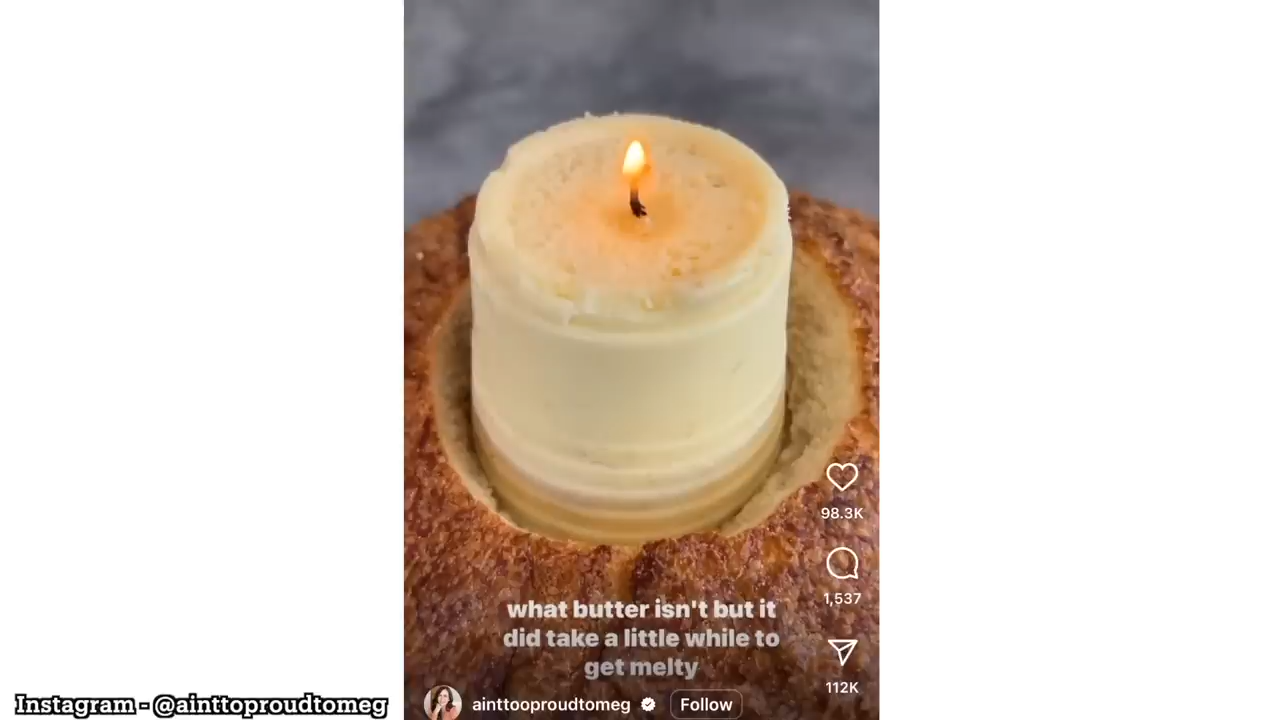 98.3K
1,537
what butter isn't but it
did take a little while to
get melty
112K
ainttooproudtomeg
Follow
Instagram - @ainttoproudtomeg